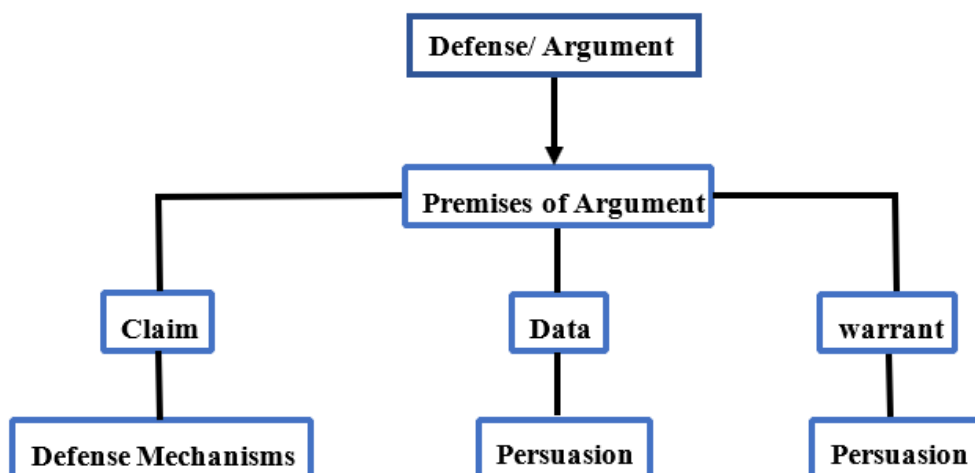 Defense/ Argument
Premises of Argument
Claim
Data
warrant
Defense Mechanisms
Persuasion
Persuasion